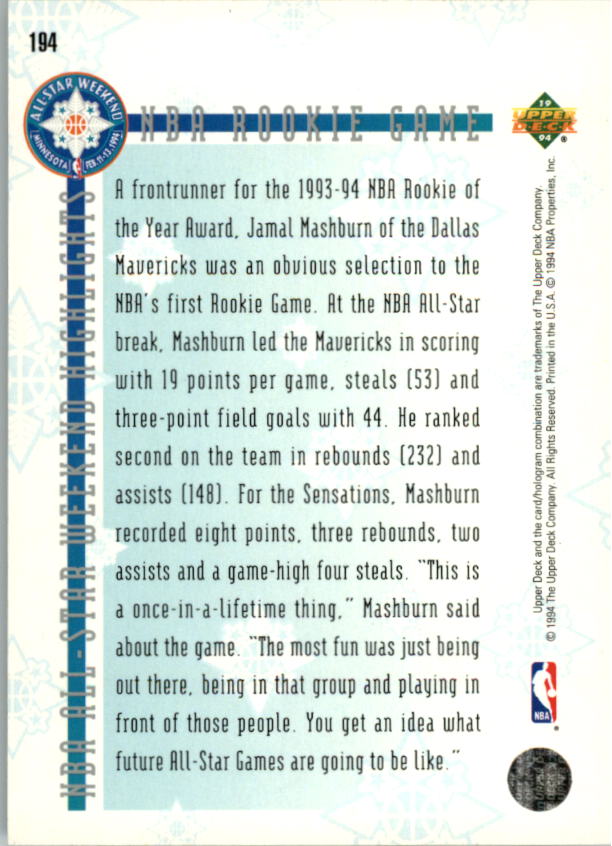 194
ALL-STAR WEEKEND
MINNESOTA
FEB. 11-13, 1994
NBA ROOKIE GAME
19 94
UPPER DECK
®
NBA ALL-STAR WEEKEND HIGHLIGHTS
A frontrunner for the 1993-94 NBA Rookie of
the Year Award, Jamal Mashburn of the Dallas
Mavericks was an obvious selection to the
NBA's first Rookie Game. At the NBA All-Star
break, Mashburn led the Mavericks in scoring
with 19 points per game, steals (53) and
three-point field goals with 44. He ranked
second on the team in rebounds (232) and
assists (148). For the Sensations, Mashburn
recorded eight points, three rebounds, two
assists and a game-high four steals. "This is
a once-in-a-lifetime thing," Mashburn said
about the game. "The most fun was just being
out there, being in that group and playing in
front of those people. You get an idea what
future All-Star Games are going to be like."
Upper Deck and the card/hologram combination are trademarks of The Upper Deck Company.
© 1994 The Upper Deck Company. All Rights Reserved. Printed in the U.S.A. © 1994 NBA Properties, Inc.
NBA
®